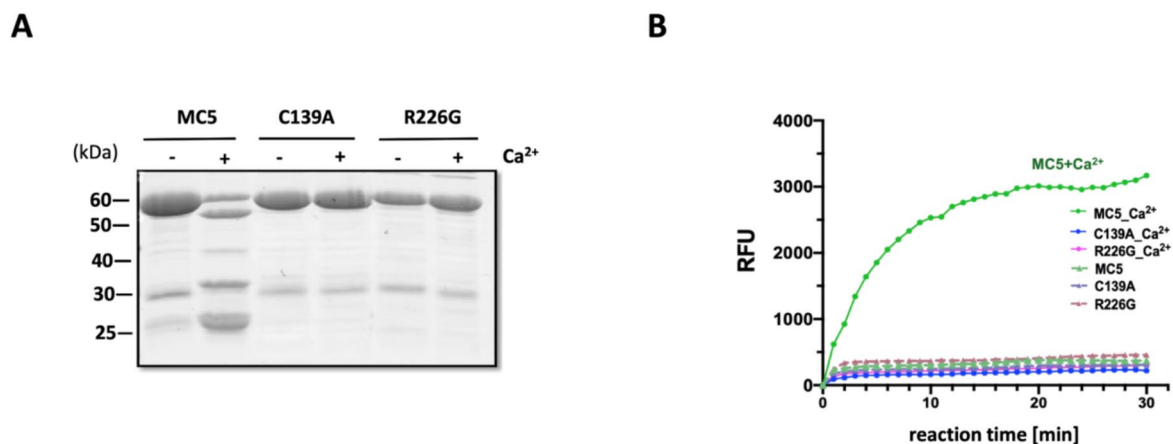 A
MC5 C139A R226G
(kDa) - + - + - + Ca²⁺
60
50
40
30
25
B
4000
3000
2000
1000
0
RFU
MC5+Ca²⁺
MC5_Ca²⁺
C139A_Ca²⁺
R226G_Ca²⁺
MC5
C139A
R226G
0 10 20 30
reaction time [min]